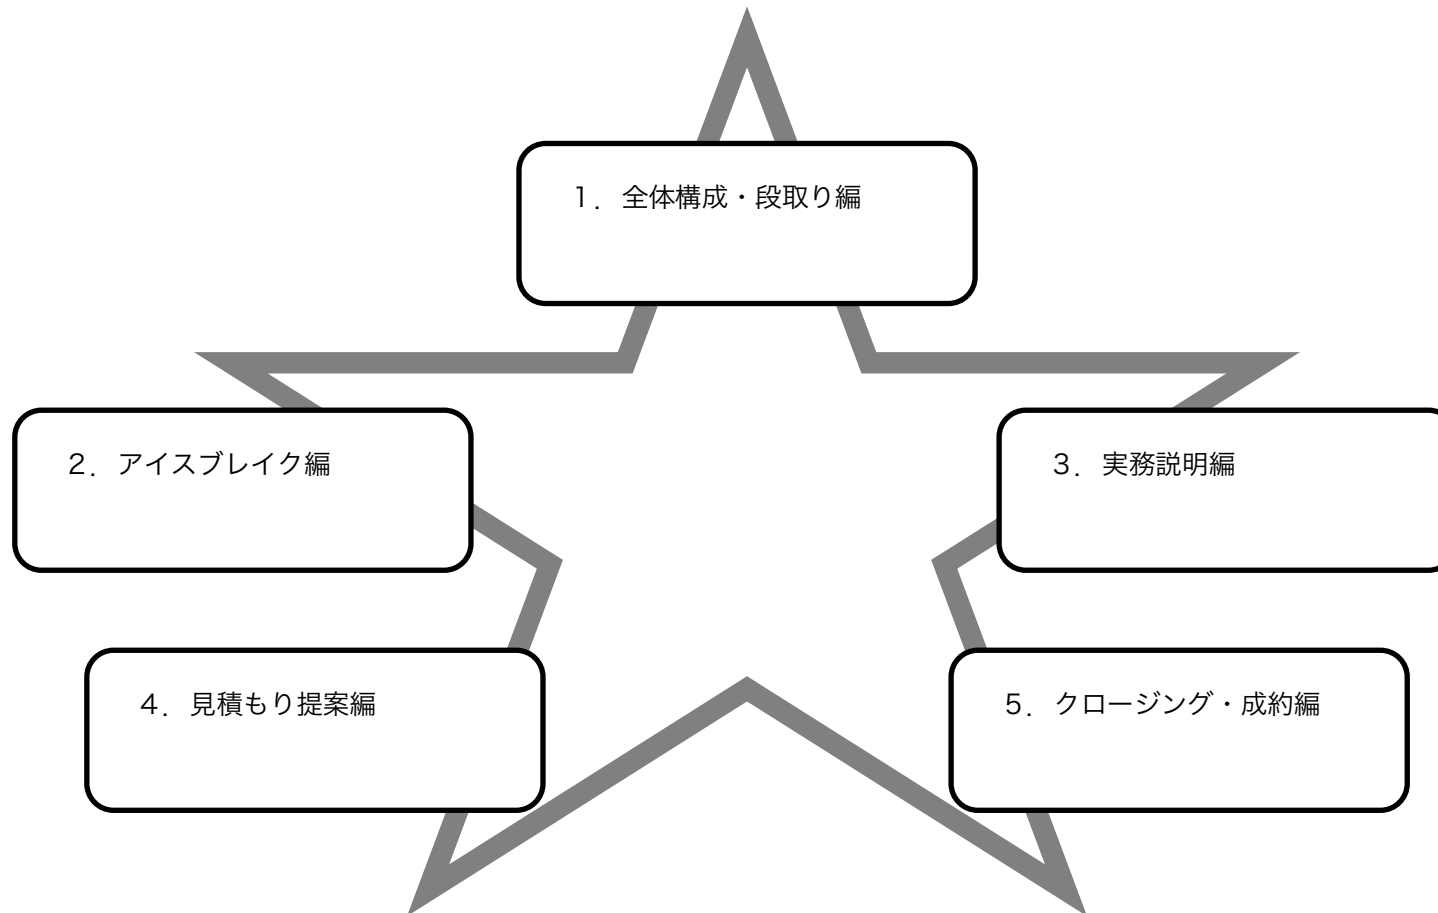 １．全体構成・段取り編
２．アイスブレイク編
３．実務説明編
４．見積もり提案編
５．クロージング・成約編